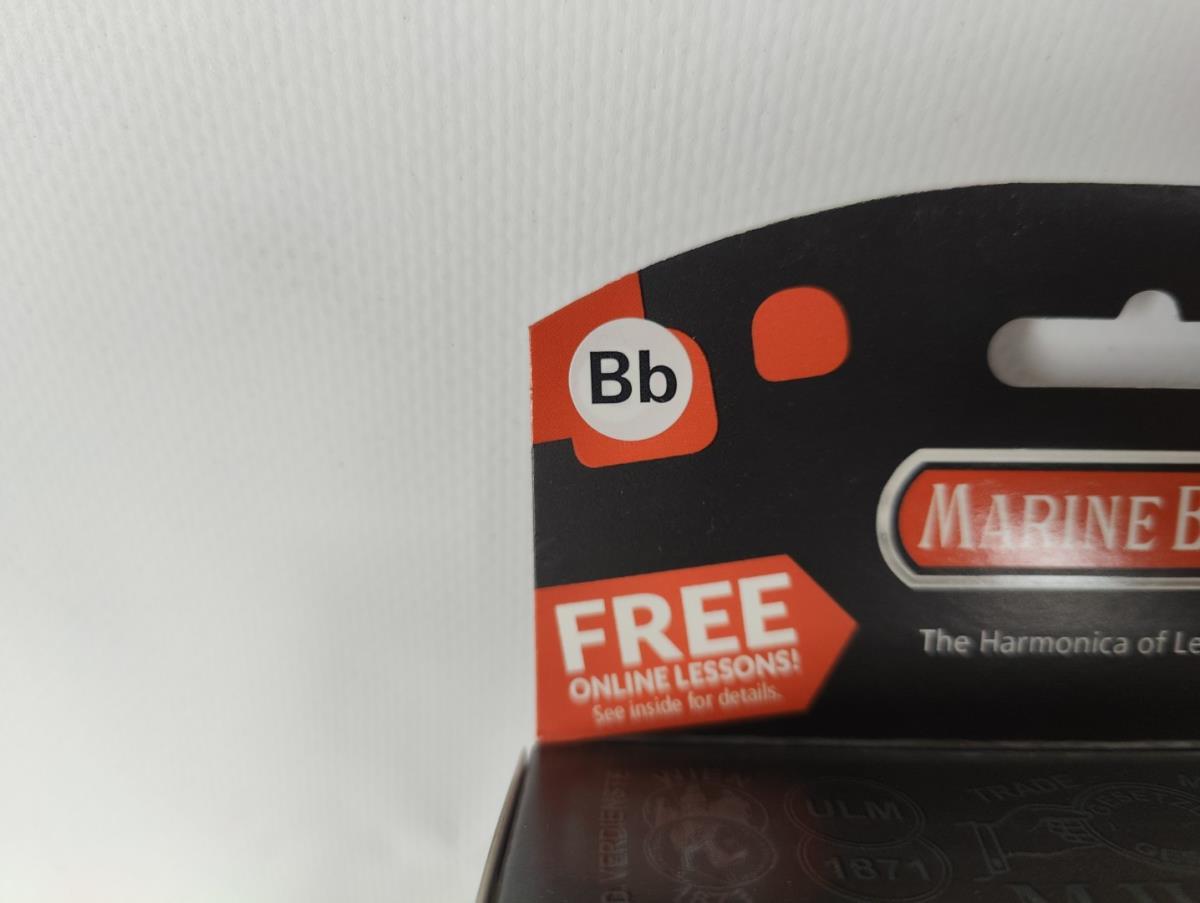 Bb
MARINE B
The Harmonica of Le
FREE
ONLINE LESSONS!
See inside for details.
ULM
1871
TRADE